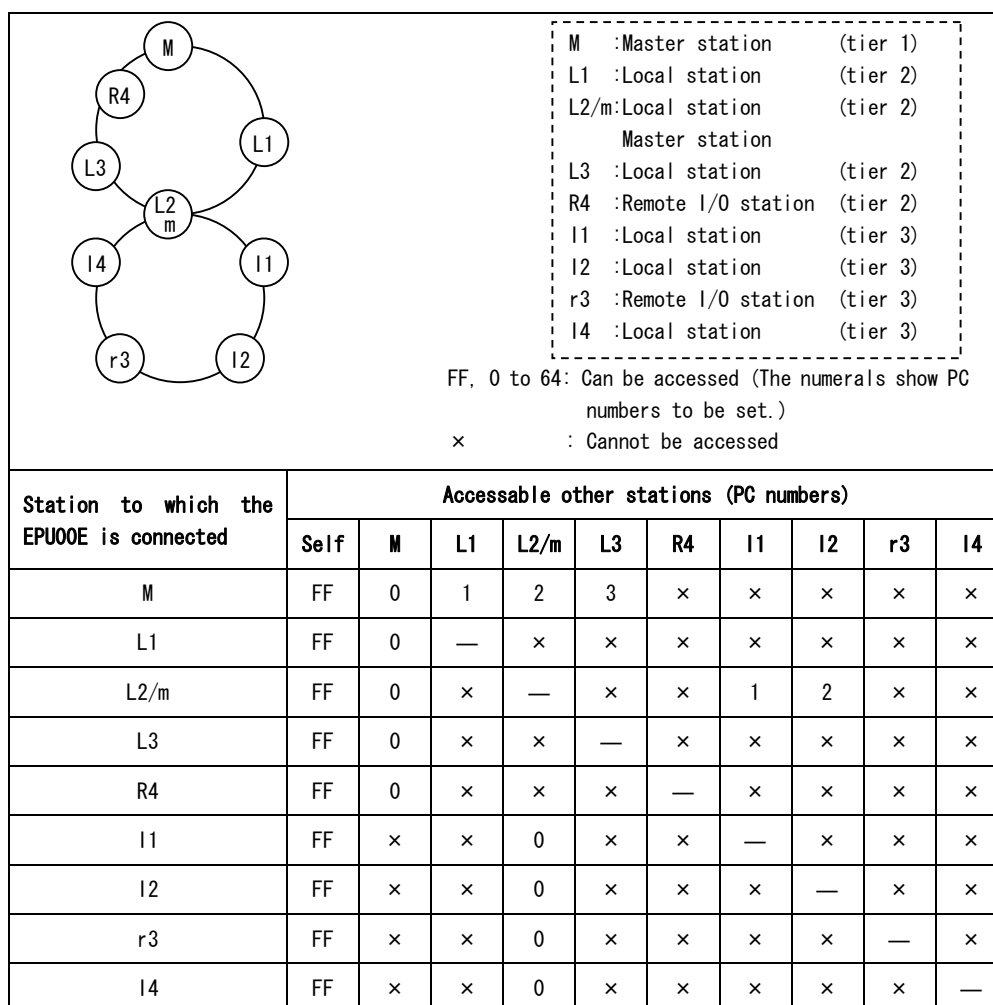 M
R4
L1
L3
L2
m
l4
l1
r3
l2
M :Master station (tier 1)
L1 :Local station (tier 2)
L2/m:Local station (tier 2)
Master station
L3 :Local station (tier 2)
R4 :Remote I/O station (tier 2)
l1 :Local station (tier 3)
l2 :Local station (tier 3)
r3 :Remote I/O station (tier 3)
l4 :Local station (tier 3)
FF, 0 to 64: Can be accessed (The numerals show PC
numbers to be set.)
× : Cannot be accessed
Station to which the
EPU00E is connected
Accessable other stations (PC numbers)
Self M L1 L2/m L3 R4 l1 l2 r3 l4
M FF 0 1 2 3 × × × × ×
L1 FF 0 — × × × × × × ×
L2/m FF 0 × — × × 1 2 × ×
L3 FF 0 × × — × × × × ×
R4 FF 0 × × × — × × × ×
l1 FF × × 0 × × — × × ×
l2 FF × × 0 × × × — × ×
r3 FF × × 0 × × × × — ×
l4 FF × × 0 × × × × × —